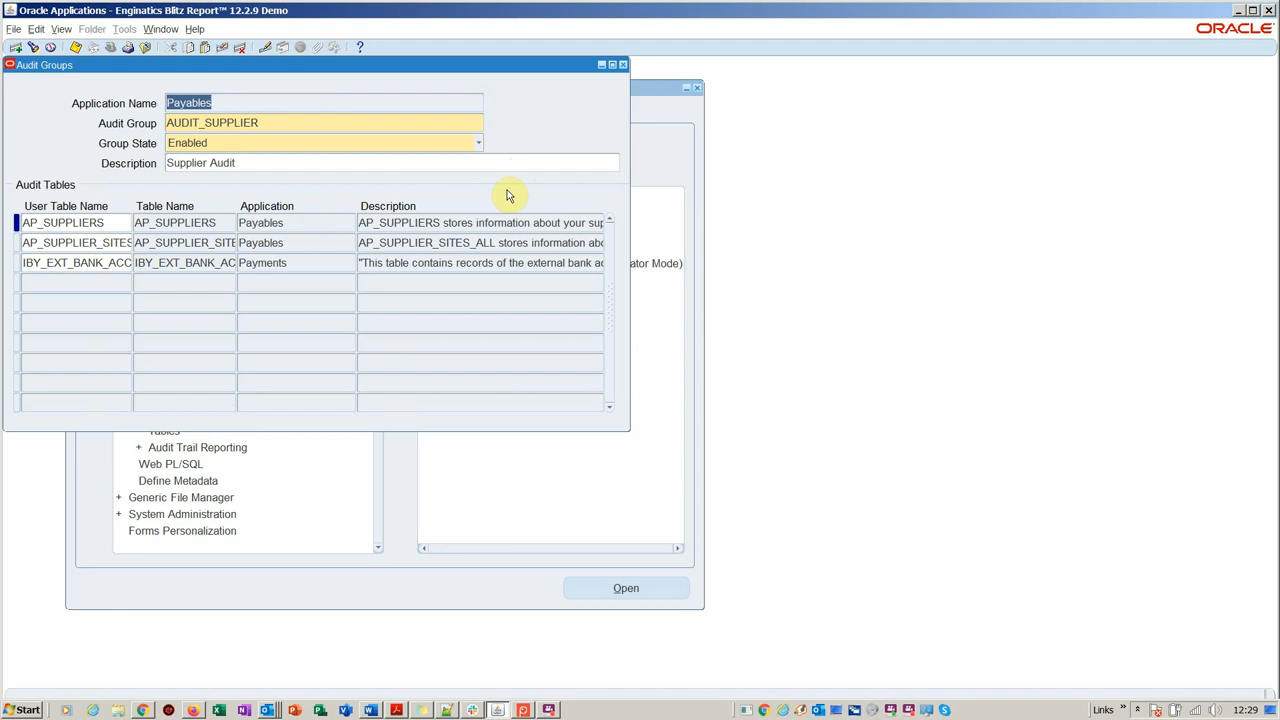 Oracle Applications - Enginatics Blitz Report™ 12.2.9 Demo
File Edit View Folder Tools Window Help
ORACLE
Audit Groups
Application Name Payables
Audit Group AUDIT_SUPPLIER
Group State Enabled
Description Supplier Audit
Audit Tables
User Table Name Table Name Application Description
AP_SUPPLIERS AP_SUPPLIERS Payables AP_SUPPLIERS stores information about your sup
AP_SUPPLIER_SITES AP_SUPPLIER_SITE Payables AP_SUPPLIER_SITES_ALL stores information abo
IBY_EXT_BANK_ACC IBY_EXT_BANK_AC Payments "This table contains records of the external bank ac
ator Mode)
Tables
+ Audit Trail Reporting
Web PL/SQL
Define Metadata
+ Generic File Manager
+ System Administration
Forms Personalization
Open
Start Links 12:29